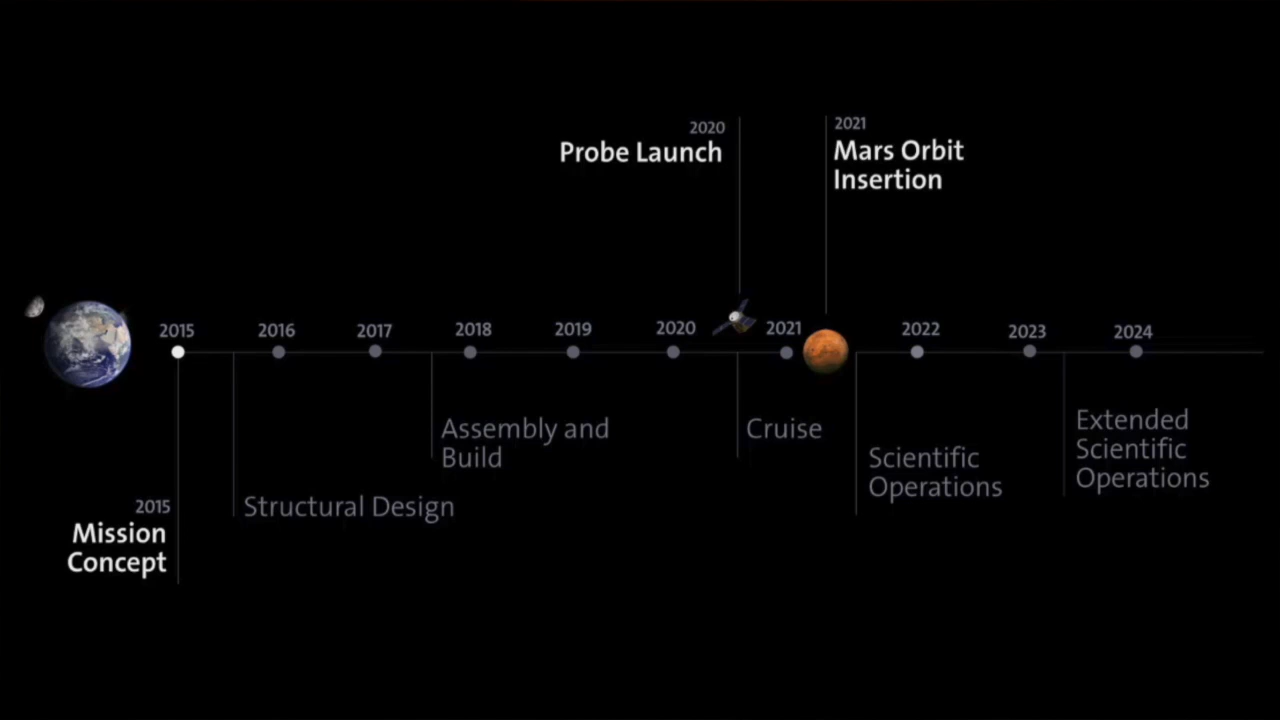 2020
Probe Launch
2021
Mars Orbit
Insertion
2015
2016
2017
2018
2019
2020
2021
2022
2023
2024
Assembly and
Build
Cruise
Extended
Scientific
Operations
Scientific
Operations
Structural Design
2015
Mission
Concept